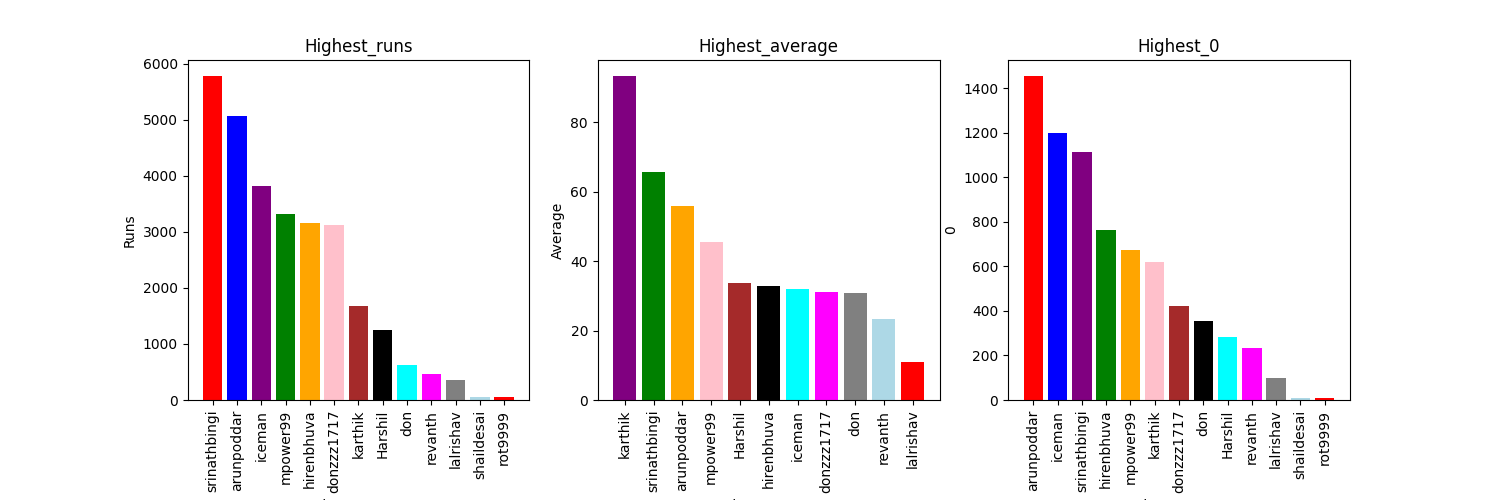 Highest_runs
6000
5000
4000
3000
2000
1000
0
Runs
srinathbingi
arunpoddar
iceman
mpower99
hirenbhuva
donzzz1717
karthik
Harshil
don
revanth
lalrishav
shaildesai
rot9999
Highest_average
80
60
40
20
0
Average
karthik
srinathbingi
arunpoddar
mpower99
Harshil
hirenbhuva
iceman
donzzz1717
don
revanth
lalrishav
Highest_0
1400
1200
1000
800
600
400
200
0
0
arunpoddar
iceman
srinathbingi
hirenbhuva
mpower99
karthik
donzzz1717
don
Harshil
revanth
lalrishav
shaildesai
rot9999